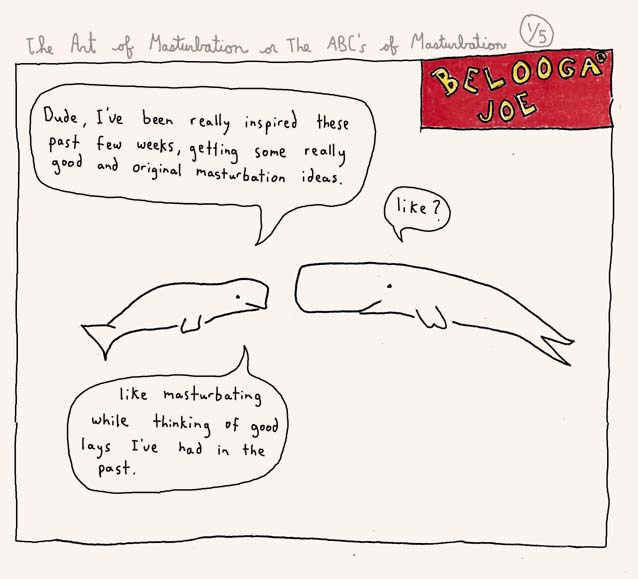 The Art of Masturbation or The ABC's of Masturbation 1/5
BELOOGA
JOE
Dude, I've been really inspired these
past few weeks, getting some really
good and original masturbation ideas.
like?
like masturbating
while thinking of good
lays I've had in the
past.